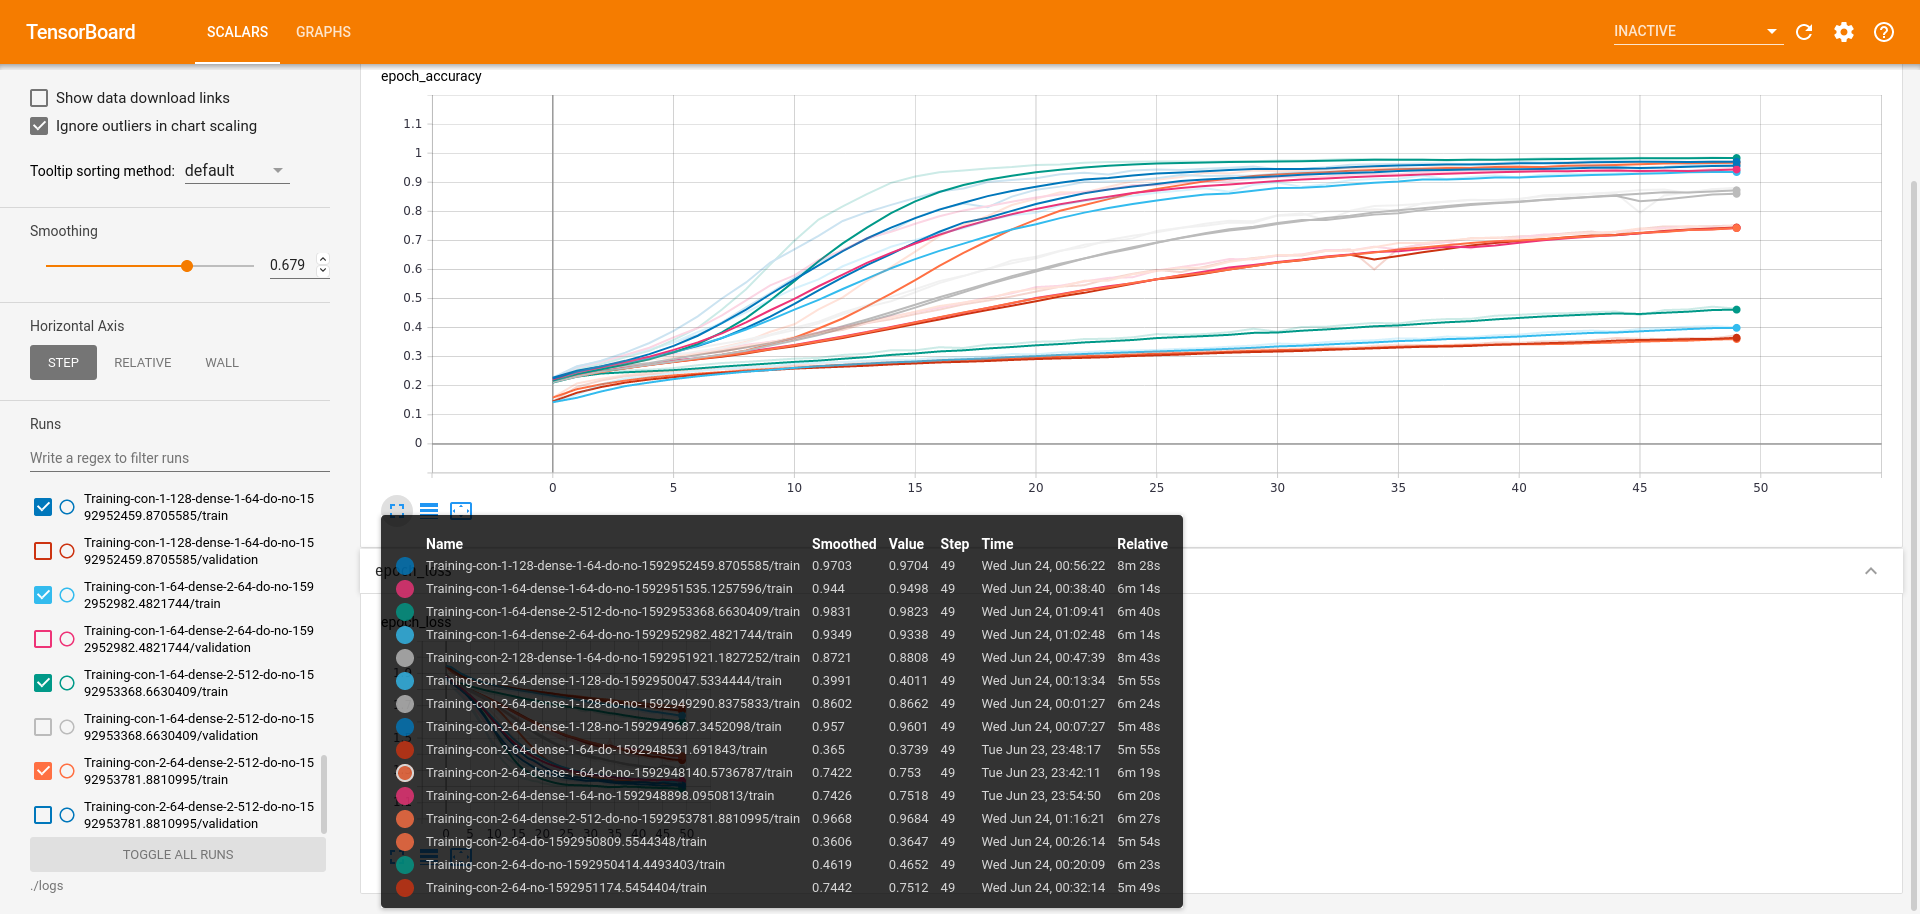 TensorBoard SCALARS GRAPHS INACTIVE
Show data download links
Ignore outliers in chart scaling
Tooltip sorting method: default
Smoothing
0.679
Horizontal Axis
STEP RELATIVE WALL
Runs
Write a regex to filter runs
Training-con-1-128-dense-1-64-do-no-15
92952459.8705585/train
Training-con-1-128-dense-1-64-do-no-15
92952459.8705585/validation
Training-con-1-64-dense-2-64-do-no-159
2952982.4821744/train
Training-con-1-64-dense-2-64-do-no-159
2952982.4821744/validation
Training-con-1-64-dense-2-512-do-no-15
92953368.6630409/train
Training-con-1-64-dense-2-512-do-no-15
92953368.6630409/validation
Training-con-2-64-dense-2-512-do-no-15
92953781.8810995/train
Training-con-2-64-dense-2-512-do-no-15
92953781.8810995/validation
TOGGLE ALL RUNS
./logs
epoch_accuracy
1.1
1
0.9
0.8
0.7
0.6
0.5
0.4
0.3
0.2
0.1
0
0 5 10 15 20 25 30 35 40 45 50
epoch_loss
epoch_loss
Name Smoothed Value Step Time Relative
Training-con-1-128-dense-1-64-do-no-1592952459.8705585/train 0.9703 0.9704 49 Wed Jun 24, 00:56:22 8m 28s
Training-con-1-64-dense-1-64-do-no-1592951535.1257596/train 0.944 0.9498 49 Wed Jun 24, 00:38:40 6m 14s
Training-con-1-64-dense-2-512-do-no-1592953368.6630409/train 0.9831 0.9823 49 Wed Jun 24, 01:09:41 6m 40s
Training-con-1-64-dense-2-64-do-no-1592952982.4821744/train 0.9349 0.9338 49 Wed Jun 24, 01:02:48 6m 14s
Training-con-2-128-dense-1-64-do-no-1592951921.1827252/train 0.8721 0.8808 49 Wed Jun 24, 00:47:39 8m 43s
Training-con-2-64-dense-1-128-do-1592950047.5334444/train 0.3991 0.4011 49 Wed Jun 24, 00:13:34 5m 55s
Training-con-2-64-dense-1-128-do-no-1592949290.8375833/train 0.8602 0.8662 49 Wed Jun 24, 00:01:27 6m 24s
Training-con-2-64-dense-1-128-no-1592949687.3452098/train 0.957 0.9601 49 Wed Jun 24, 00:07:27 5m 48s
Training-con-2-64-dense-1-64-do-1592948531.691843/train 0.365 0.3739 49 Tue Jun 23, 23:48:17 5m 55s
Training-con-2-64-dense-1-64-do-no-1592948140.5736787/train 0.7422 0.753 49 Tue Jun 23, 23:42:11 6m 19s
Training-con-2-64-dense-1-64-no-1592948898.0950813/train 0.7426 0.7518 49 Tue Jun 23, 23:54:50 6m 20s
Training-con-2-64-dense-2-512-do-no-1592953781.8810995/train 0.9668 0.9684 49 Wed Jun 24, 01:16:21 6m 27s
Training-con-2-64-do-1592950809.5544348/train 0.3606 0.3647 49 Wed Jun 24, 00:26:14 5m 54s
Training-con-2-64-do-no-1592950414.4493403/train 0.4619 0.4652 49 Wed Jun 24, 00:20:09 6m 23s
Training-con-2-64-no-1592951174.5454404/train 0.7442 0.7512 49 Wed Jun 24, 00:32:14 5m 49s